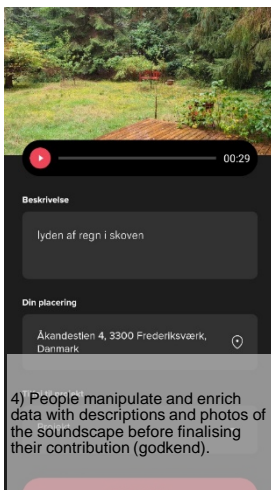 00:29
Beskrivelse
lyden af regn i skoven
Din placering
Åkandestien 4, 3300 Frederiksværk,
Danmark
4) People manipulate and enrich
data with descriptions and photos of
the soundscape before finalising
their contribution (godkend).